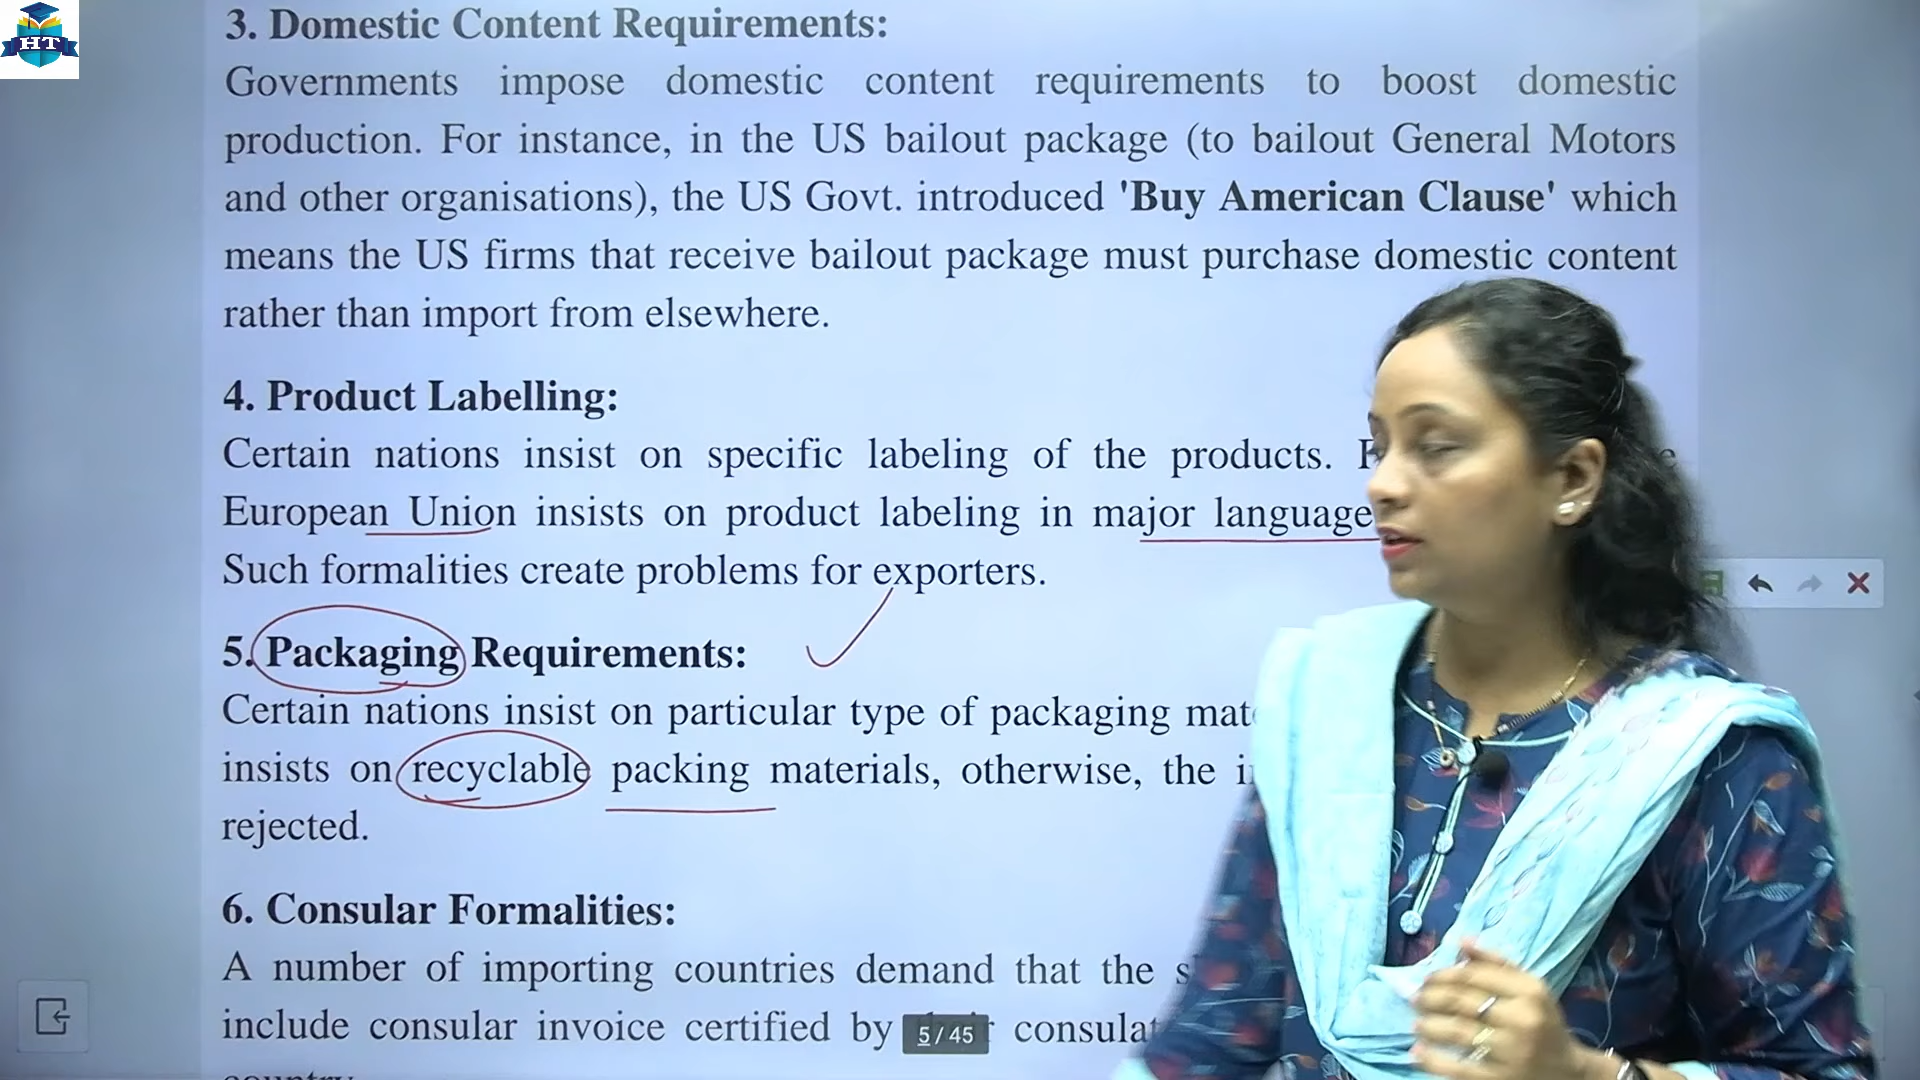 HT
3. Domestic Content Requirements:
Governments impose domestic content requirements to boost domestic
production. For instance, in the US bailout package (to bailout General Motors
and other organisations), the US Govt. introduced 'Buy American Clause' which
means the US firms that receive bailout package must purchase domestic content
rather than import from elsewhere.
4. Product Labelling:
Certain nations insist on specific labeling of the products.
European Union insists on product labeling in major language
Such formalities create problems for exporters.
5. Packaging Requirements:
Certain nations insist on particular type of packaging
insists on recyclable packing materials, otherwise, the
rejected.
6. Consular Formalities:
A number of importing countries demand that the
include consular invoice certified by
5 / 45